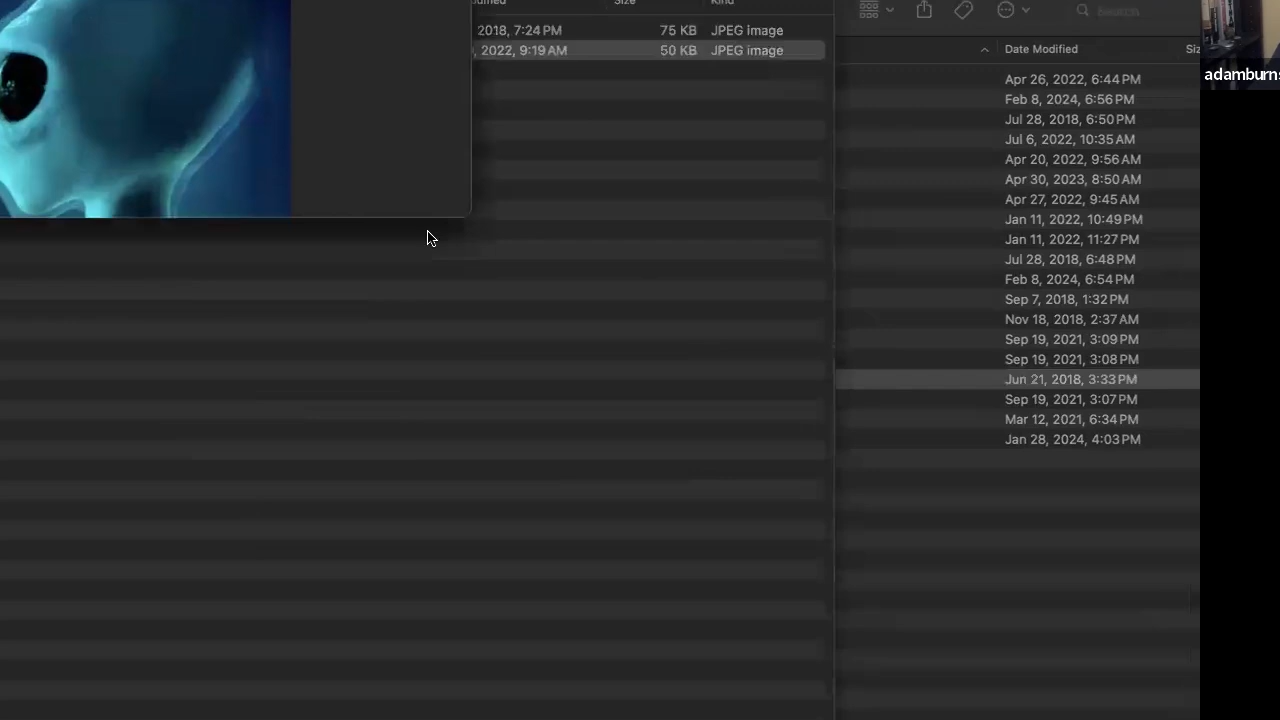 Size Kind
2018, 7:24 PM 75 KB JPEG image
, 2022, 9:19 AM 50 KB JPEG image
Search
Date Modified Siz
Apr 26, 2022, 6:44 PM
Feb 8, 2024, 6:56 PM
Jul 28, 2018, 6:50 PM
Jul 6, 2022, 10:35 AM
Apr 20, 2022, 9:56 AM
Apr 30, 2023, 8:50 AM
Apr 27, 2022, 9:45 AM
Jan 11, 2022, 10:49 PM
Jan 11, 2022, 11:27 PM
Jul 28, 2018, 6:48 PM
Feb 8, 2024, 6:54 PM
Sep 7, 2018, 1:32 PM
Nov 18, 2018, 2:37 AM
Sep 19, 2021, 3:09 PM
Sep 19, 2021, 3:08 PM
Jun 21, 2018, 3:33 PM
Sep 19, 2021, 3:07 PM
Mar 12, 2021, 6:34 PM
Jan 28, 2024, 4:03 PM
adamburns